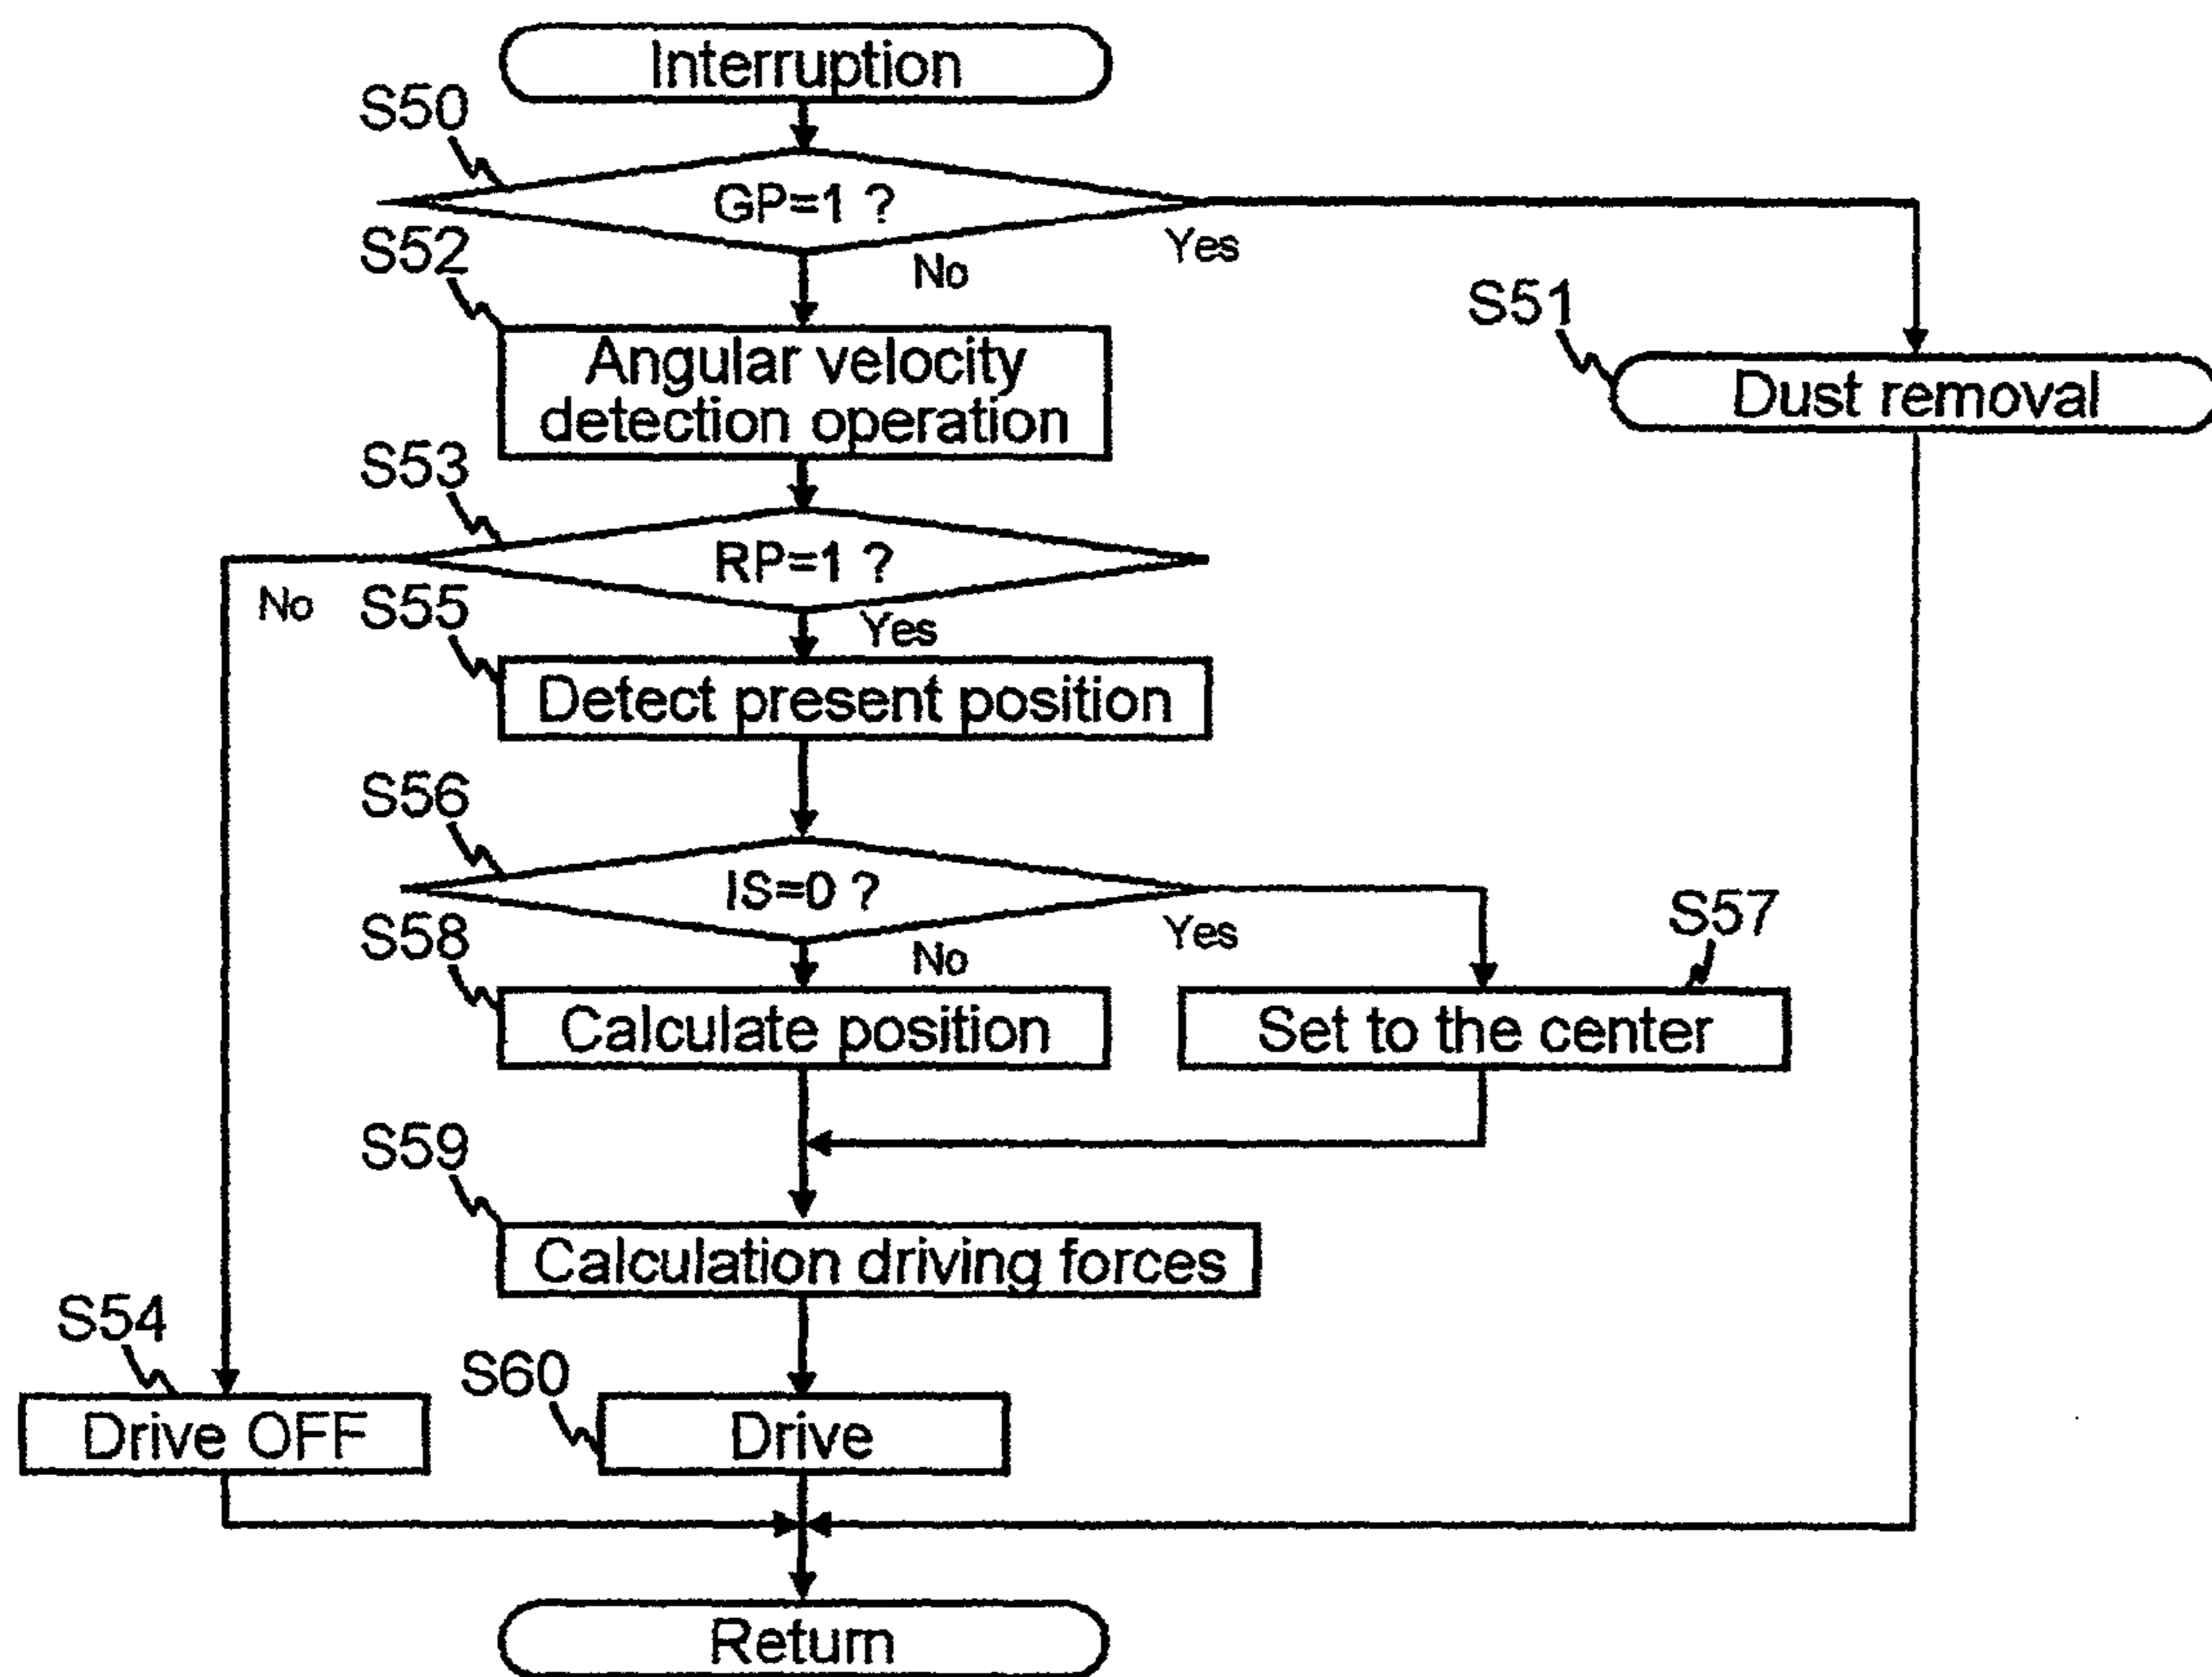 Interruption
S50
GP=1 ?
Yes
No
S52
Angular velocity
detection operation
S51
Dust removal
S53
RP=1 ?
No
Yes
S55
Detect present position
S56
IS=0 ?
Yes
No
S58
Calculate position
S57
Set to the center
S59
Calculation driving forces
S54
Drive OFF
S60
Drive
Return